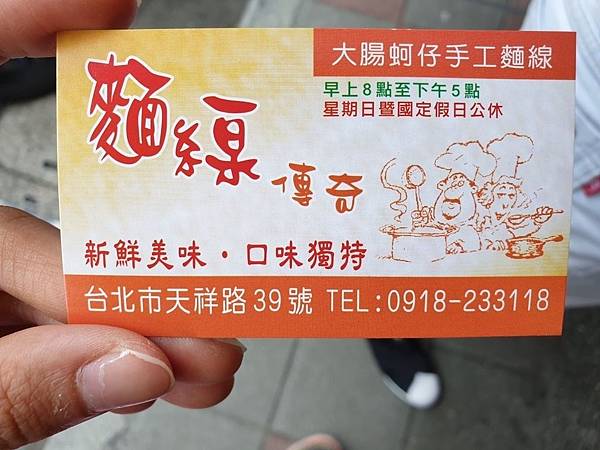 大腸蚵仔手工麵線
早上8點至下午5點
星期日暨國定假日公休
麵線
傳奇
新鮮美味・口味獨特
台北市天祥路39號 TEL:0918-233118